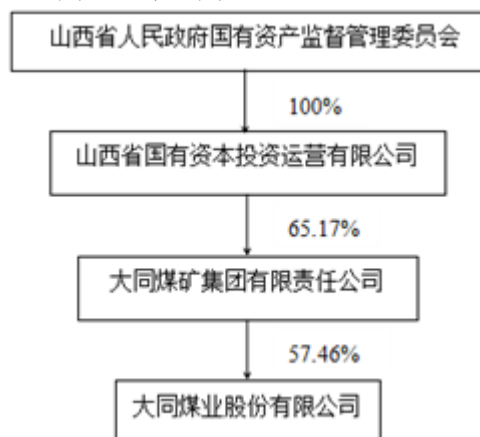 山西省人民政府国有资产监督管理委员会
100%
山西省国有资本投资运营有限公司
65.17%
大同煤矿集团有限责任公司
57.46%
大同煤业股份有限公司